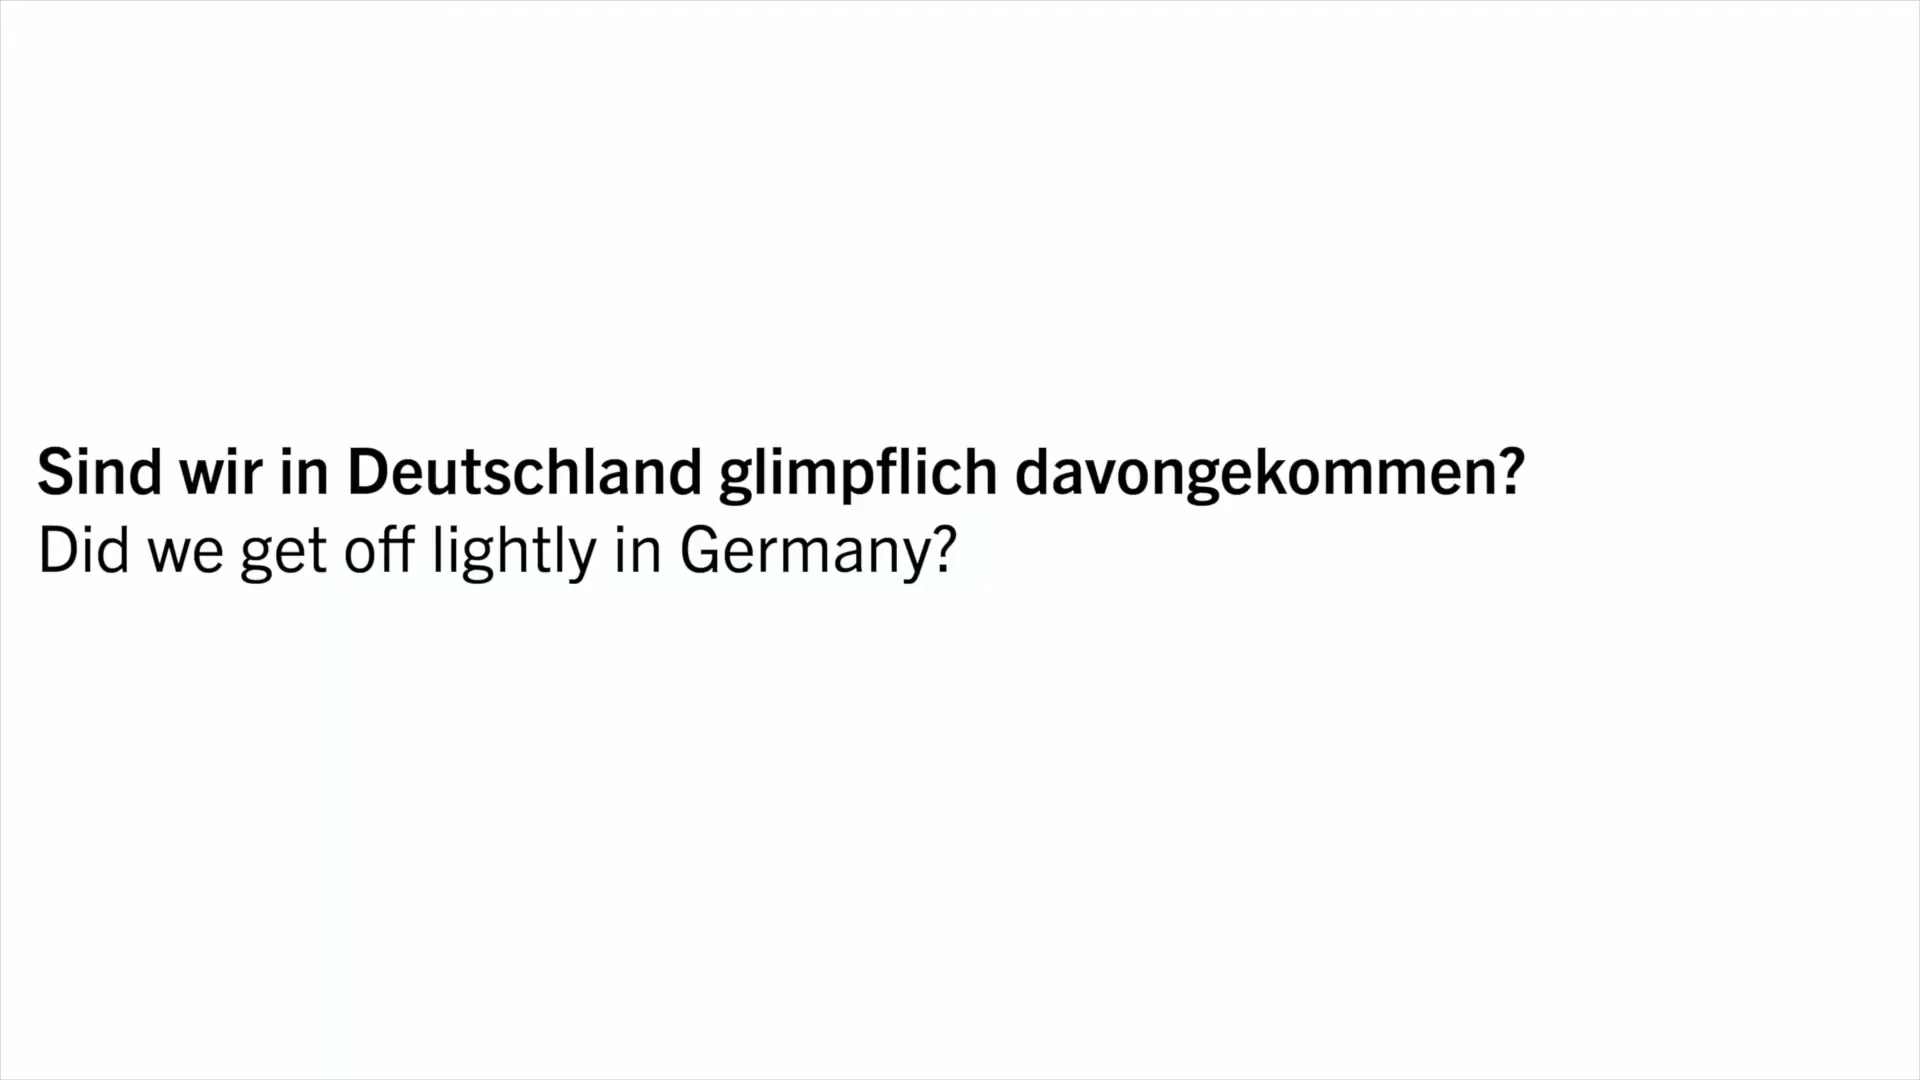 Sind wir in Deutschland glimpflich davongekommen?
Did we get off lightly in Germany?